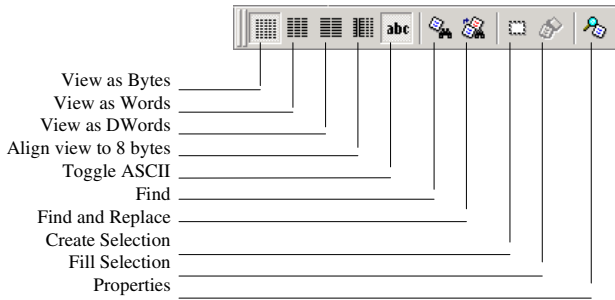 abc
View as Bytes
View as Words
View as DWords
Align view to 8 bytes
Toggle ASCII
Find
Find and Replace
Create Selection
Fill Selection
Properties